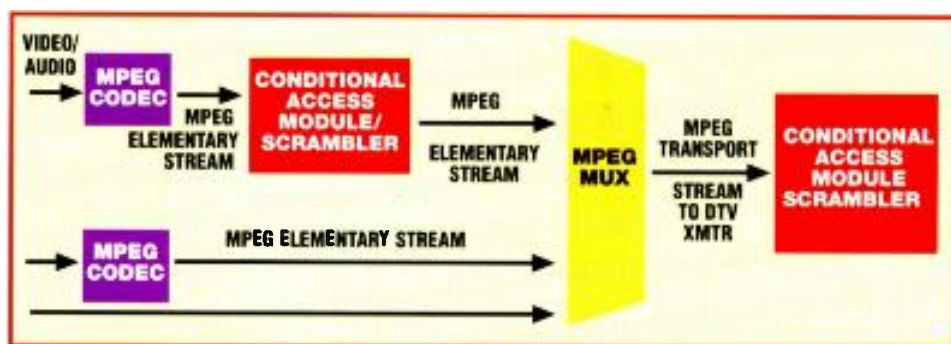 VIDEO/
AUDIO
MPEG
CODEC
MPEG
ELEMENTARY
STREAM
CONDITIONAL
ACCESS
MODULE/
SCRAMBLER
MPEG
ELEMENTARY
STREAM
MPEG
MUX
MPEG
TRANSPORT
STREAM
TO DTV
XMTR
CONDITIONAL
ACCESS
MODULE
SCRAMBLER
MPEG
CODEC
MPEG ELEMENTARY STREAM